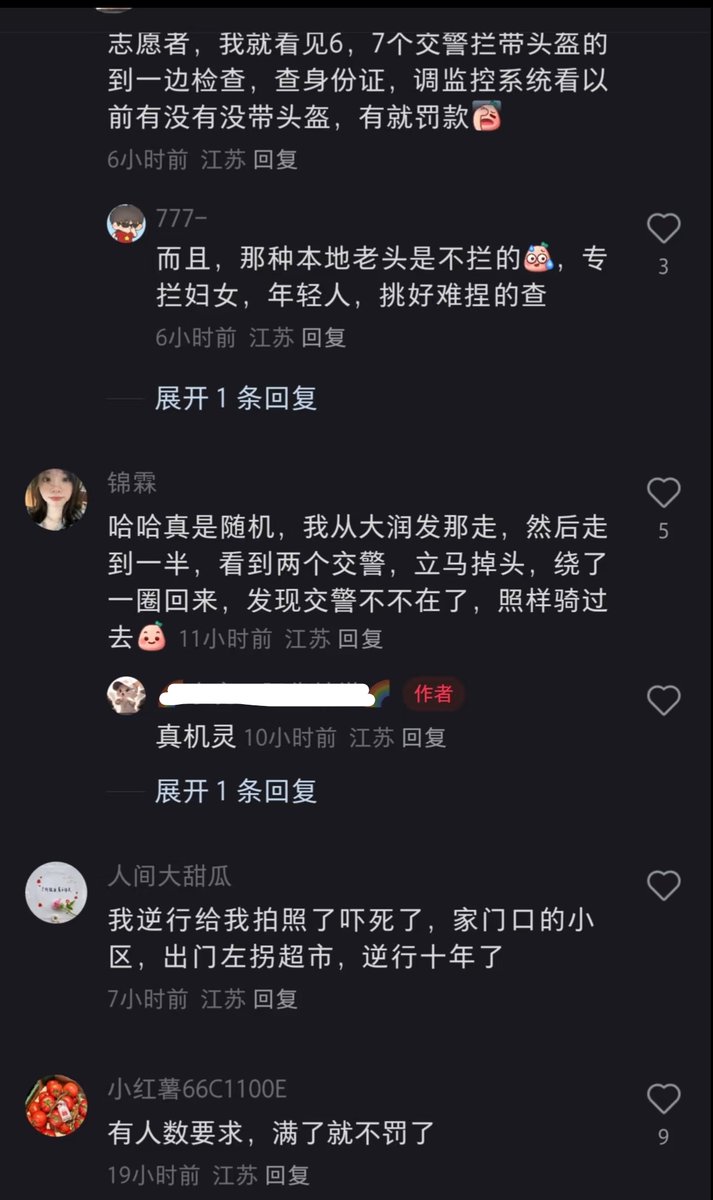 志愿者，我就看见6，7个交警拦带头盔的
到一边检查，查身份证，调监控系统看以
前有没有没带头盔，有就罚款
6小时前 江苏 回复
777-
而且，那种本地老头是不拦的，专
拦妇女，年轻人，挑好难捏的查
3
6小时前 江苏 回复
展开 1 条回复
锦霖
哈哈真是随机，我从大润发那走，然后走
到一半，看到两个交警，立马掉头，绕了
一圈回来，发现交警不不在了，照样骑过
去 11小时前 江苏 回复
5
作者
真机灵 10小时前 江苏 回复
展开 1 条回复
人间大甜瓜
我逆行给我拍照了吓死了，家门口的小
区，出门左拐超市，逆行十年了
7小时前 江苏 回复
小红薯66C1100E
有人数要求，满了就不罚了
9
19小时前 江苏 回复